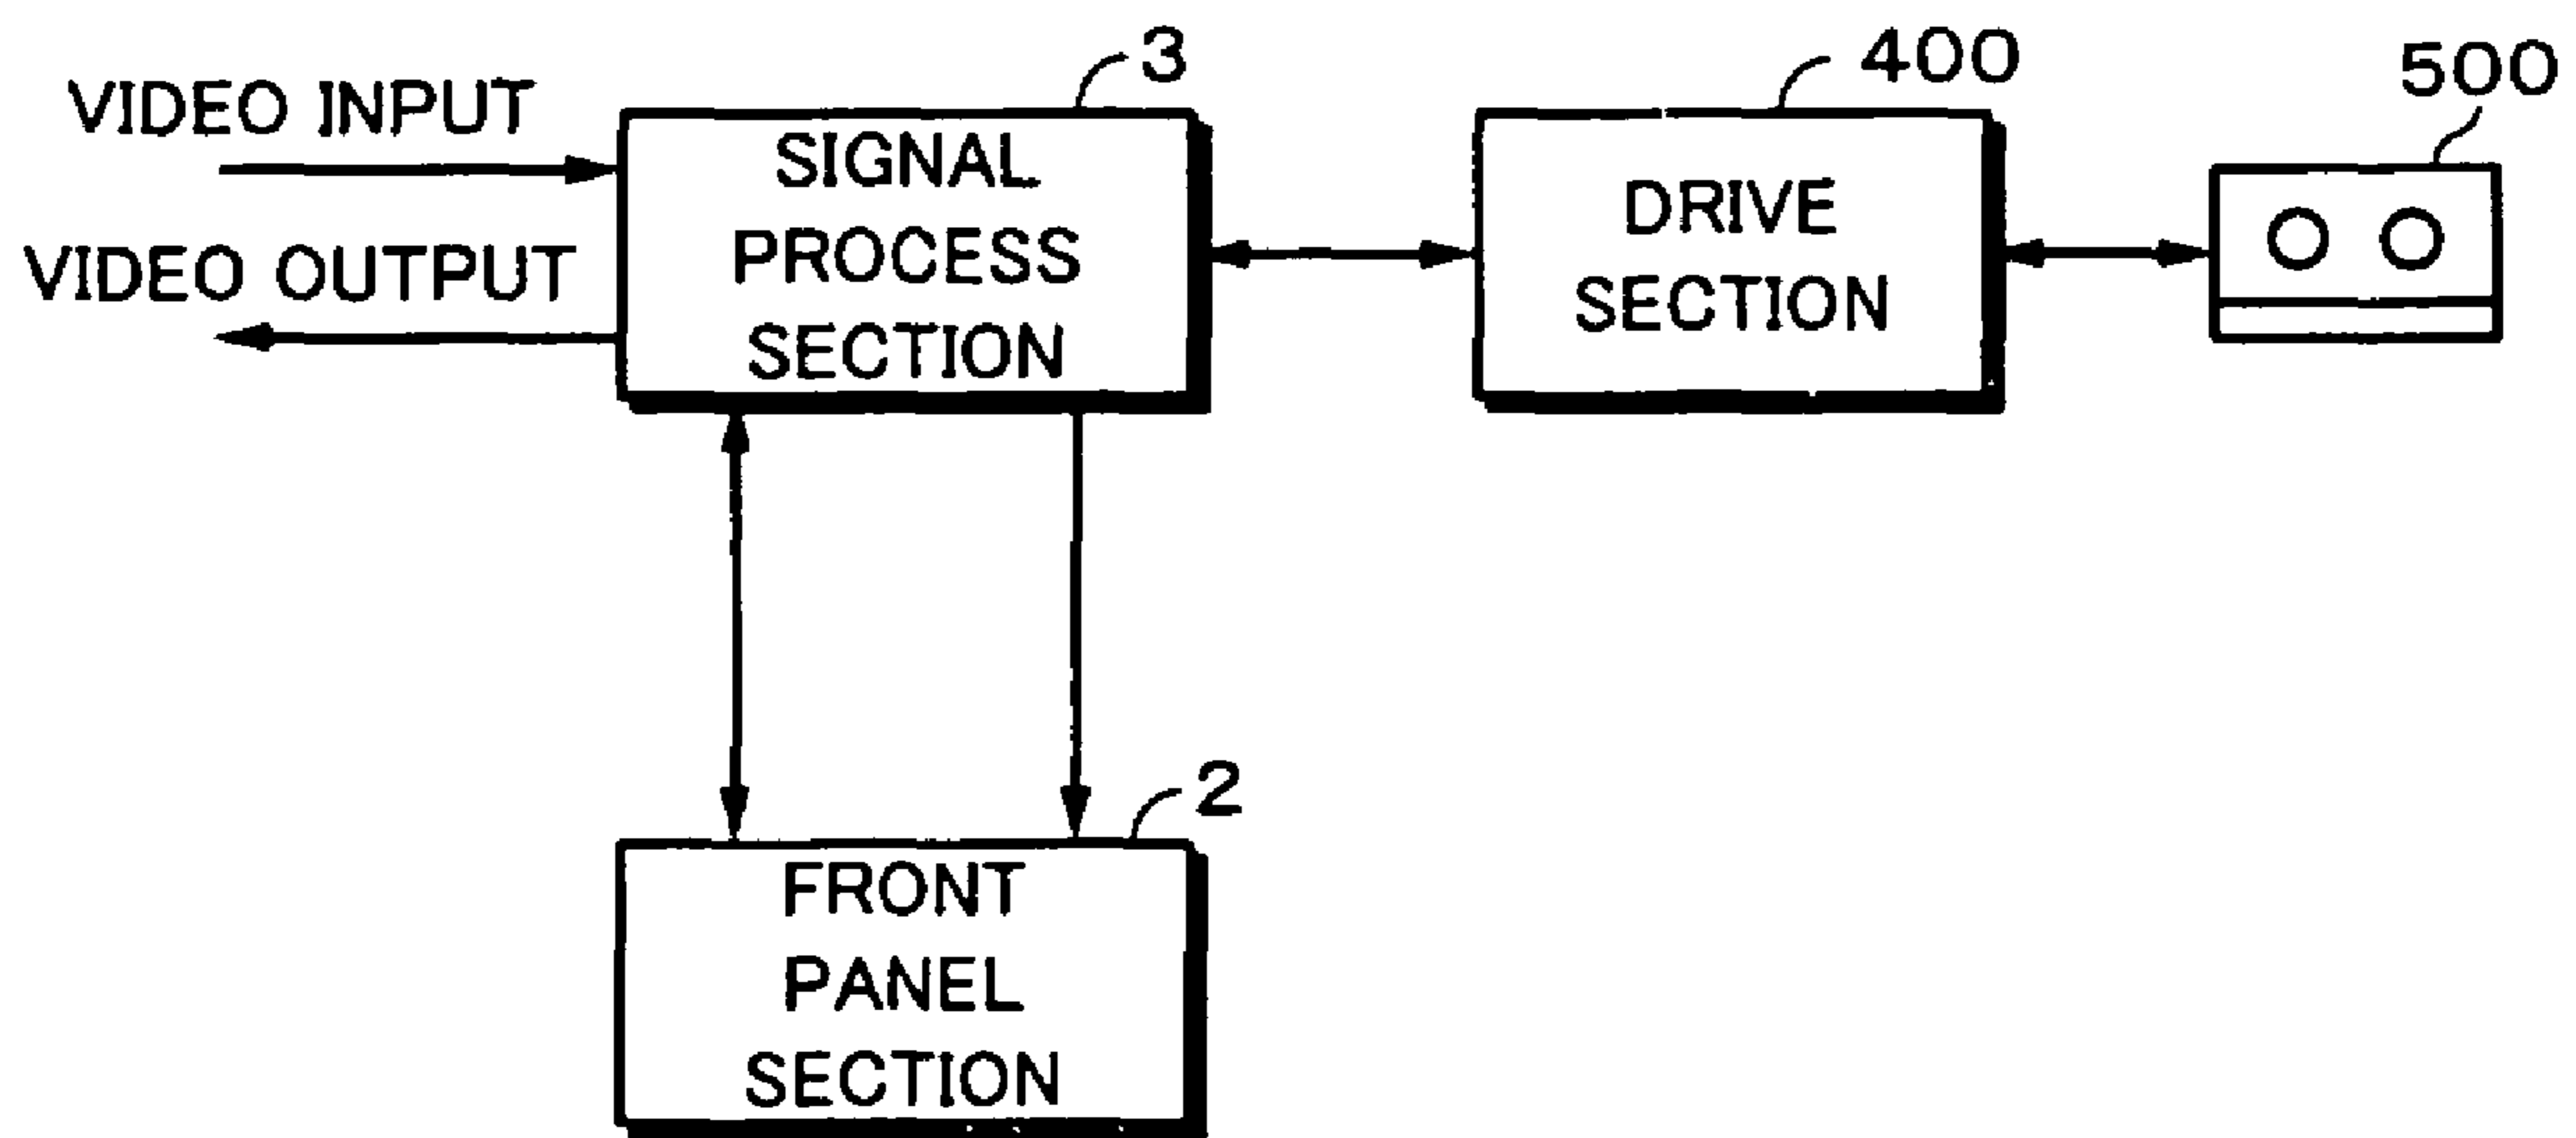 3
400
500
VIDEO INPUT
VIDEO OUTPUT
SIGNAL
PROCESS
SECTION
DRIVE
SECTION
2
FRONT
PANEL
SECTION